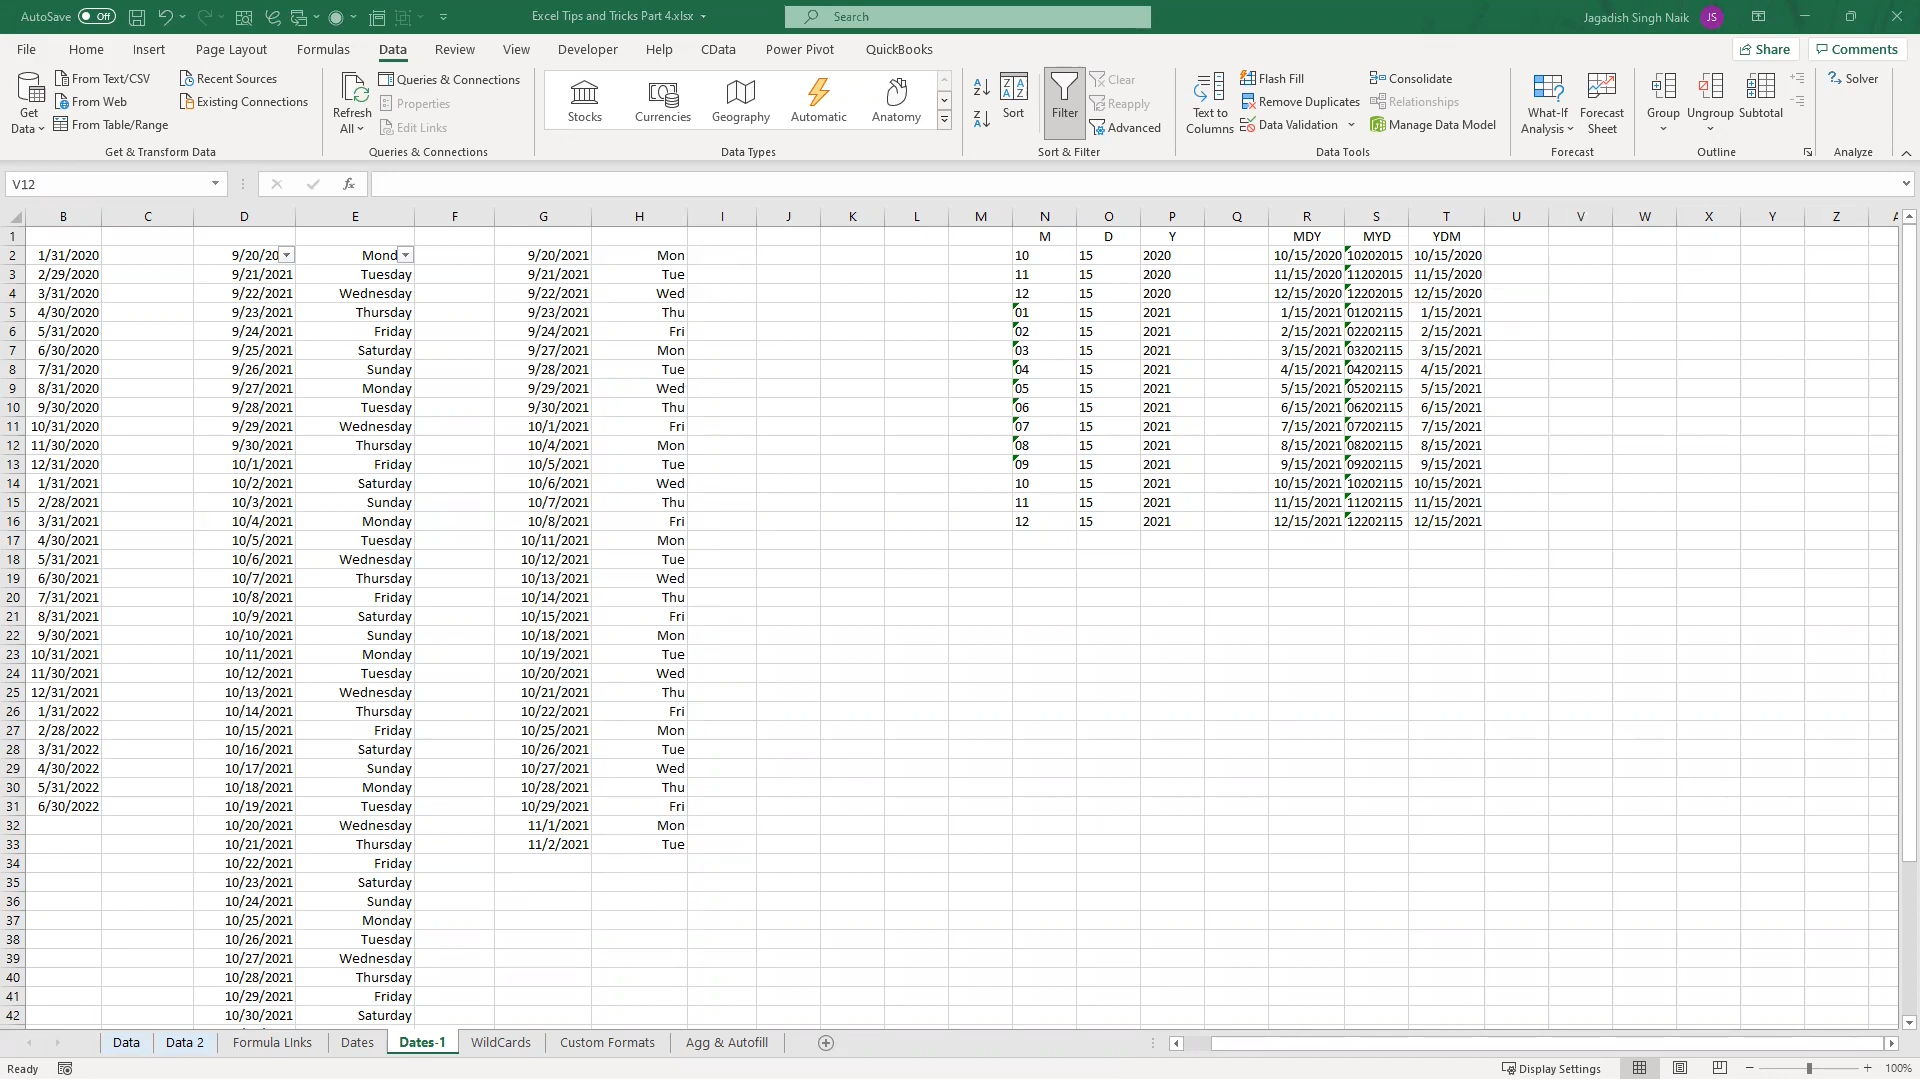 AutoSave Off Excel Tips and Tricks Part 4.xlsx Search Jagadish Singh Naik JS
File Home Insert Page Layout Formulas Data Review View Developer Help CData Power Pivot QuickBooks Share Comments
From Text/CSV Recent Sources Queries & Connections Clear Flash Fill Consolidate Solver
From Web Existing Connections Properties Reapply Remove Duplicates Relationships
From Table/Range Edit Links Advanced Data Validation Manage Data Model
Get Data Refresh All Stocks Currencies Geography Automatic Anatomy Sort Filter Text to Columns What-If Analysis Forecast Sheet Group Ungroup Subtotal
Get & Transform Data Queries & Connections Data Types Sort & Filter Data Tools Forecast Outline Analyze
V12 fx
B C D E F G H I J K L M N O P Q R S T U V W X Y Z
1 M D Y MDY MYD YDM
2 1/31/2020 9/20/20 Mond 9/20/2021 Mon 10 15 2020 10/15/2020 10202015 10/15/2020
3 2/29/2020 9/21/2021 Tuesday 9/21/2021 Tue 11 15 2020 11/15/2020 11202015 11/15/2020
4 3/31/2020 9/22/2021 Wednesday 9/22/2021 Wed 12 15 2020 12/15/2020 12202015 12/15/2020
5 4/30/2020 9/23/2021 Thursday 9/23/2021 Thu 01 15 2021 1/15/2021 01202115 1/15/2021
6 5/31/2020 9/24/2021 Friday 9/24/2021 Fri 02 15 2021 2/15/2021 02202115 2/15/2021
7 6/30/2020 9/25/2021 Saturday 9/27/2021 Mon 03 15 2021 3/15/2021 03202115 3/15/2021
8 7/31/2020 9/26/2021 Sunday 9/28/2021 Tue 04 15 2021 4/15/2021 04202115 4/15/2021
9 8/31/2020 9/27/2021 Monday 9/29/2021 Wed 05 15 2021 5/15/2021 05202115 5/15/2021
10 9/30/2020 9/28/2021 Tuesday 9/30/2021 Thu 06 15 2021 6/15/2021 06202115 6/15/2021
11 10/31/2020 9/29/2021 Wednesday 10/1/2021 Fri 07 15 2021 7/15/2021 07202115 7/15/2021
12 11/30/2020 9/30/2021 Thursday 10/4/2021 Mon 08 15 2021 8/15/2021 08202115 8/15/2021
13 12/31/2020 10/1/2021 Friday 10/5/2021 Tue 09 15 2021 9/15/2021 09202115 9/15/2021
14 1/31/2021 10/2/2021 Saturday 10/6/2021 Wed 10 15 2021 10/15/2021 10202115 10/15/2021
15 2/28/2021 10/3/2021 Sunday 10/7/2021 Thu 11 15 2021 11/15/2021 11202115 11/15/2021
16 3/31/2021 10/4/2021 Monday 10/8/2021 Fri 12 15 2021 12/15/2021 12202115 12/15/2021
17 4/30/2021 10/5/2021 Tuesday 10/11/2021 Mon
18 5/31/2021 10/6/2021 Wednesday 10/12/2021 Tue
19 6/30/2021 10/7/2021 Thursday 10/13/2021 Wed
20 7/31/2021 10/8/2021 Friday 10/14/2021 Thu
21 8/31/2021 10/9/2021 Saturday 10/15/2021 Fri
22 9/30/2021 10/10/2021 Sunday 10/18/2021 Mon
23 10/31/2021 10/11/2021 Monday 10/19/2021 Tue
24 11/30/2021 10/12/2021 Tuesday 10/20/2021 Wed
25 12/31/2021 10/13/2021 Wednesday 10/21/2021 Thu
26 1/31/2022 10/14/2021 Thursday 10/22/2021 Fri
27 2/28/2022 10/15/2021 Friday 10/25/2021 Mon
28 3/31/2022 10/16/2021 Saturday 10/26/2021 Tue
29 4/30/2022 10/17/2021 Sunday 10/27/2021 Wed
30 5/31/2022 10/18/2021 Monday 10/28/2021 Thu
31 6/30/2022 10/19/2021 Tuesday 10/29/2021 Fri
32 10/20/2021 Wednesday 11/1/2021 Mon
33 10/21/2021 Thursday 11/2/2021 Tue
34 10/22/2021 Friday
35 10/23/2021 Saturday
36 10/24/2021 Sunday
37 10/25/2021 Monday
38 10/26/2021 Tuesday
39 10/27/2021 Wednesday
40 10/28/2021 Thursday
41 10/29/2021 Friday
42 10/30/2021 Saturday
Data Data 2 Formula LInks Dates Dates-1 WildCards Custom Formats Agg & Autofill
Ready Display Settings 100%